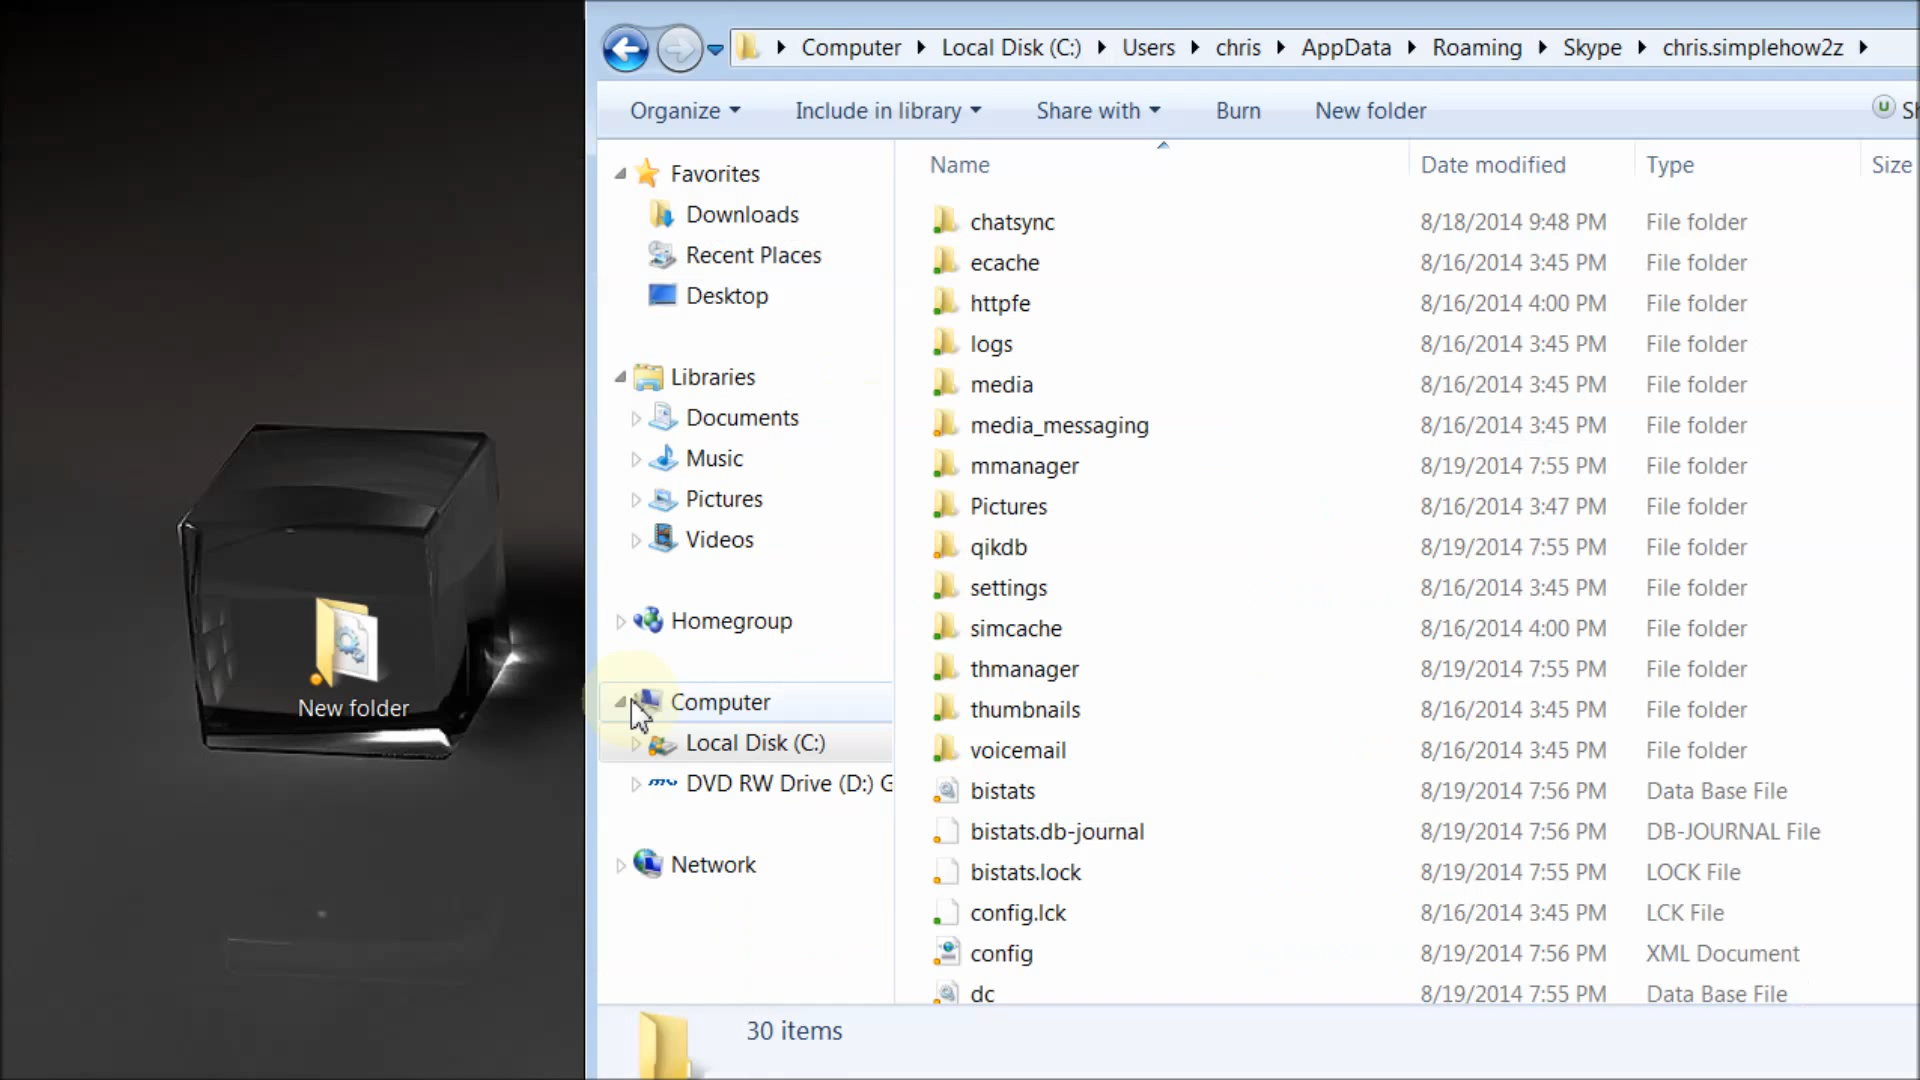 Computer Local Disk (C:) Users chris AppData Roaming Skype chris.simplehow2z
Organize Include in library Share with Burn New folder
Name Date modified Type Size
Favorites
Downloads
Recent Places
Desktop
Libraries
Documents
Music
Pictures
Videos
Homegroup
Computer
Local Disk (C:)
DVD RW Drive (D:) G
Network
chatsync 8/18/2014 9:48 PM File folder
ecache 8/16/2014 3:45 PM File folder
httpfe 8/16/2014 4:00 PM File folder
logs 8/16/2014 3:45 PM File folder
media 8/16/2014 3:45 PM File folder
media_messaging 8/16/2014 3:45 PM File folder
mmanager 8/19/2014 7:55 PM File folder
Pictures 8/16/2014 3:47 PM File folder
qikdb 8/19/2014 7:55 PM File folder
settings 8/16/2014 3:45 PM File folder
simcache 8/16/2014 4:00 PM File folder
thmanager 8/19/2014 7:55 PM File folder
thumbnails 8/16/2014 3:45 PM File folder
voicemail 8/16/2014 3:45 PM File folder
bistats 8/19/2014 7:56 PM Data Base File
bistats.db-journal 8/19/2014 7:56 PM DB-JOURNAL File
bistats.lock 8/19/2014 7:55 PM LOCK File
config.lck 8/16/2014 3:45 PM LCK File
config 8/19/2014 7:56 PM XML Document
dc 8/19/2014 7:55 PM Data Base File
30 items
New folder